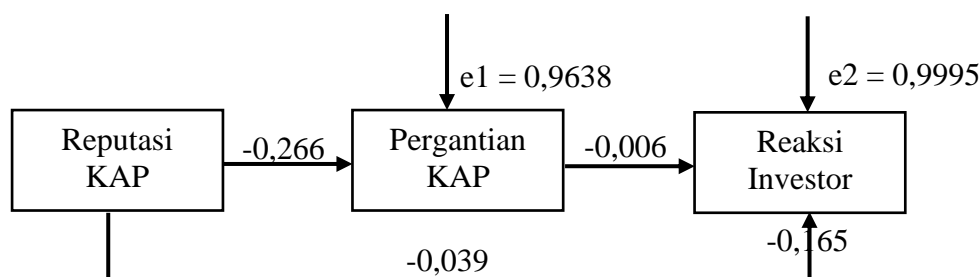 e1 = 0,9638
e2 = 0,9995
Reputasi
KAP
-0,266
Pergantian
KAP
-0,006
Reaksi
Investor
-0,039
-0,165